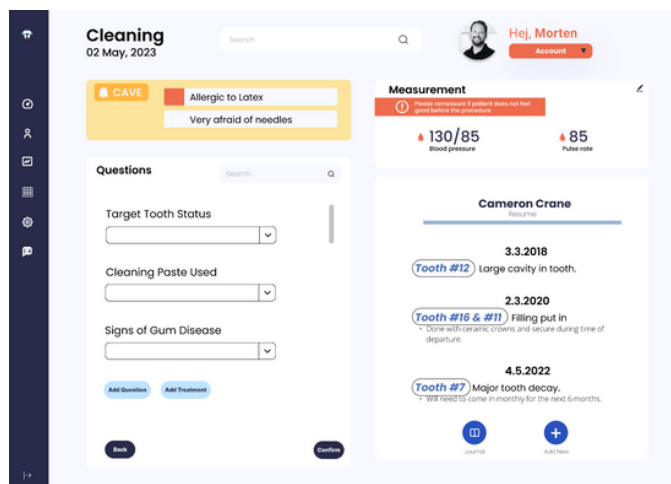 Cleaning
02 May, 2023
Search
Hej, Morten
Account
CAVE
Allergic to Latex
Very afraid of needles
Measurement
Please remeassure if patient does not feel
good before the procedure
130/85
Blood pressure
85
Pulse rate
Questions
Search
Target Tooth Status
Cleaning Paste Used
Signs of Gum Disease
Add Question
Add Treatment
Back
Confirm
Cameron Crane
Resume
3.3.2018
Tooth #12 Large cavity in tooth.
2.3.2020
Tooth #16 & #11 Filling put in
• Done with ceramic crowns and secure during time of
departure.
4.5.2022
Tooth #7 Major tooth decay.
• Will need to come in monthly for the next 6 months.
Journal
Add New